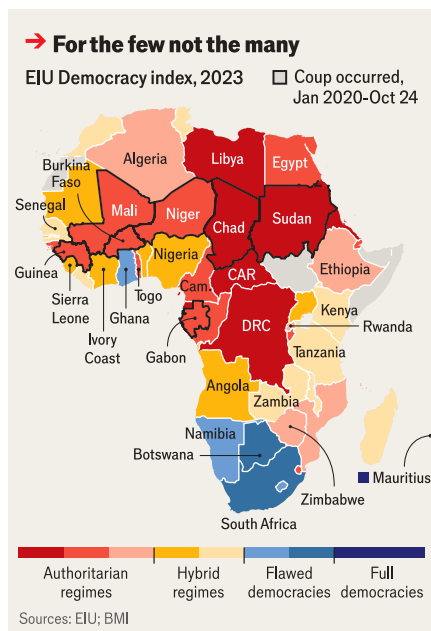 For the few not the many
EIU Democracy index, 2023
Coup occurred,
Jan 2020-Oct 24
Algeria
Libya
Egypt
Burkina
Faso
Senegal
Mali
Niger
Chad
Sudan
Nigeria
Ethiopia
Guinea
Sierra
Leone
Ivory
Coast
Ghana
Togo
Cam.
CAR
Gabon
DRC
Kenya
Rwanda
Tanzania
Angola
Zambia
Namibia
Botswana
Mauritius
Zimbabwe
South Africa
Authoritarian
regimes
Hybrid
regimes
Flawed
democracies
Full
democracies
Sources: EIU; BMI